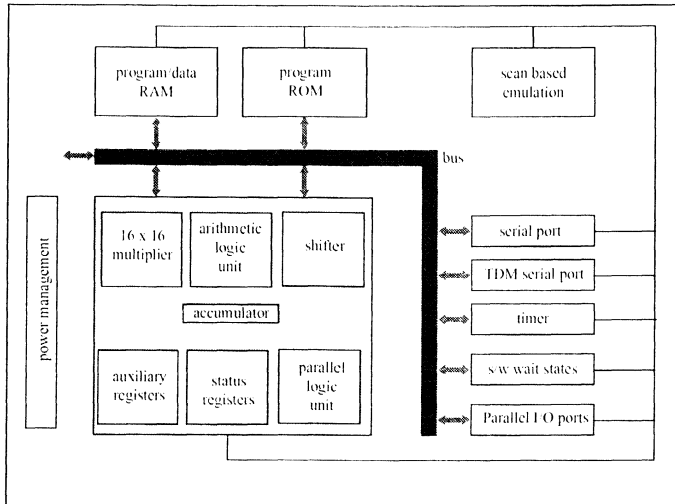 program/data
RAM
program
ROM
scan based
emulation
bus
power management
16 x 16
multiplier
arithmetic
logic
unit
shifter
accumulator
auxiliary
registers
status
registers
parallel
logic
unit
serial port
TDM serial port
timer
s/w wait states
Parallel I/O ports